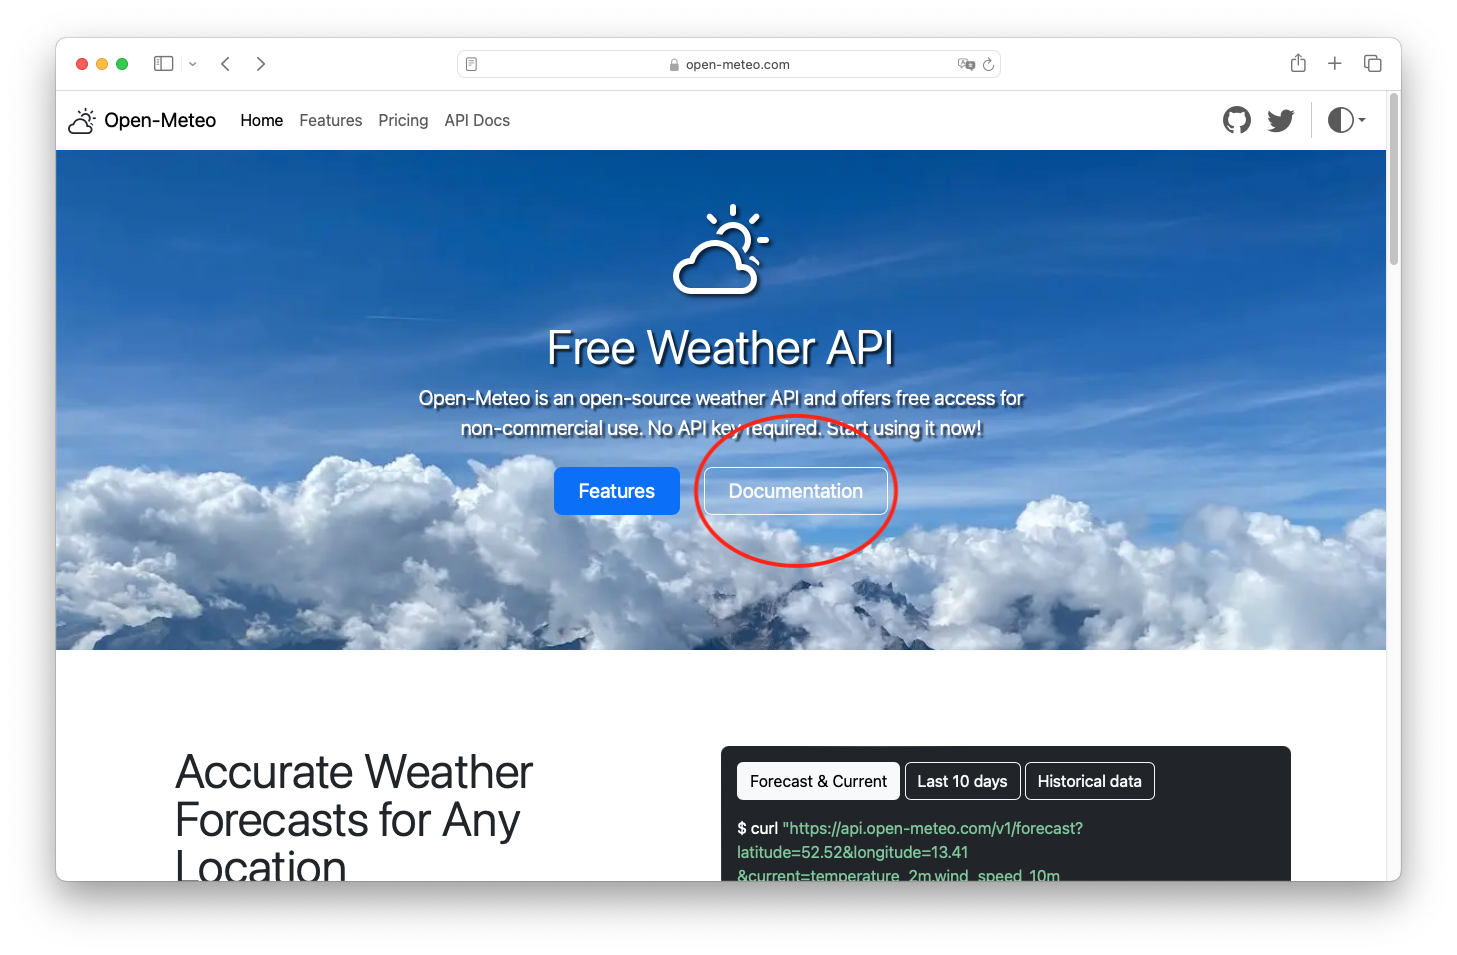 open-meteo.com
Open-Meteo Home Features Pricing API Docs
Free Weather API
Open-Meteo is an open-source weather API and offers free access for
non-commercial use. No API key required. Start using it now!
Features Documentation
Accurate Weather
Forecasts for Any
Location
Forecast & Current Last 10 days Historical data
$ curl "https://api.open-meteo.com/v1/forecast?
latitude=52.52&longitude=13.41
&current=temperature_2m,wind_speed_10m